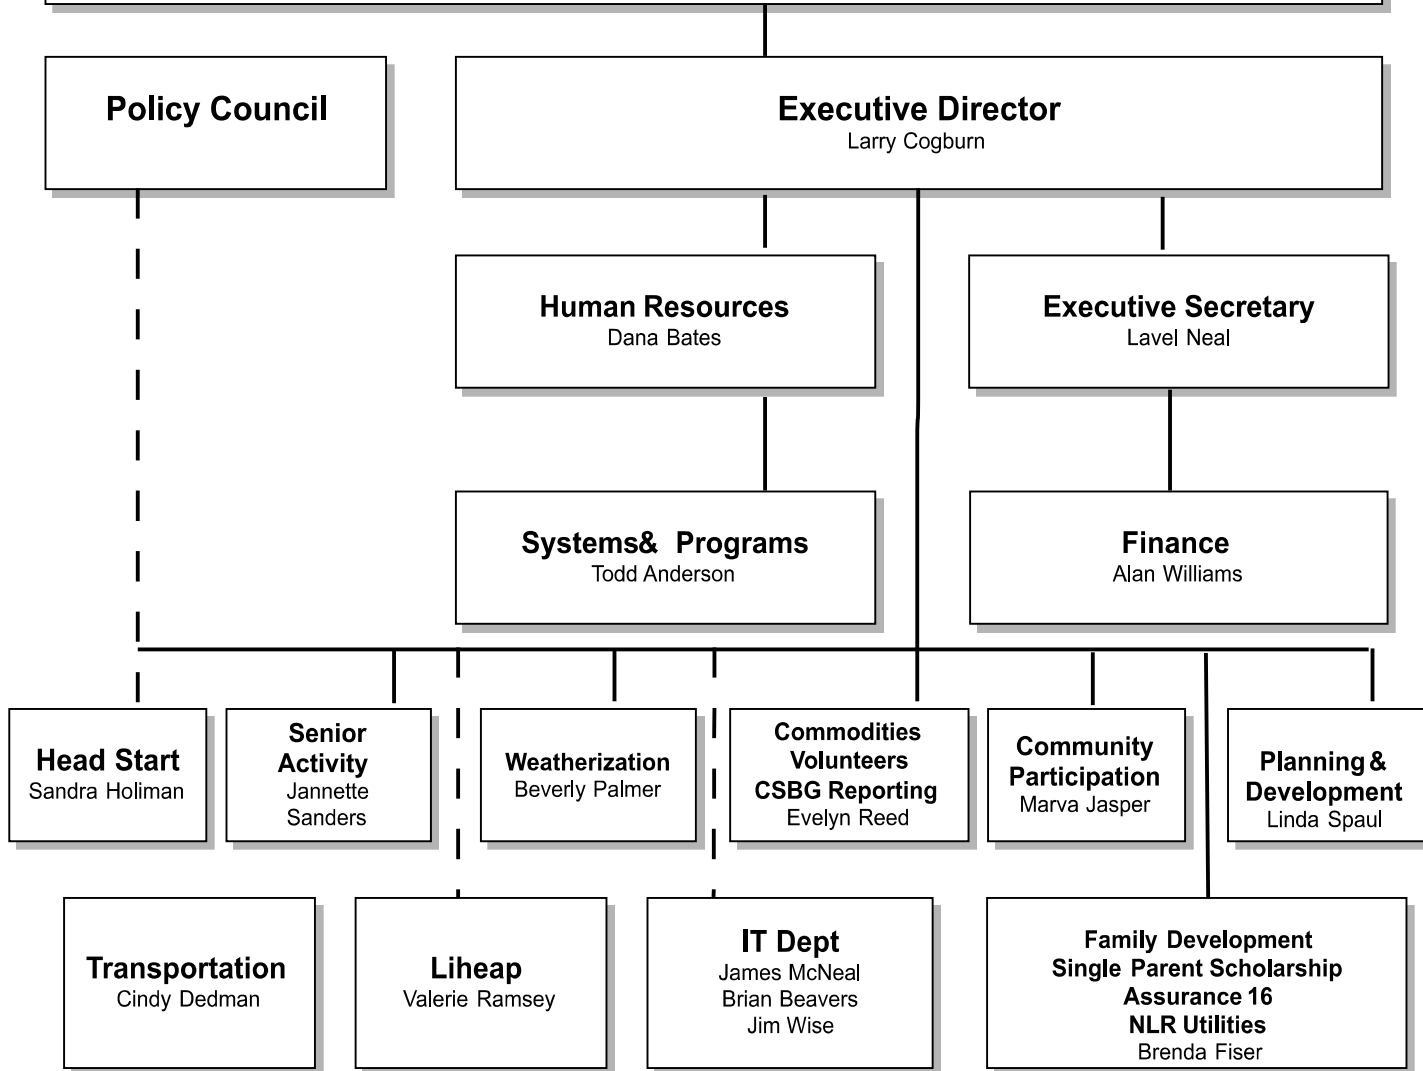 Policy Council
Executive Director
Larry Cogburn
Human Resources
Dana Bates
Executive Secretary
Lavel Neal
Systems& Programs
Todd Anderson
Finance
Alan Williams
Head Start
Sandra Holiman
Senior
Activity
Jannette
Sanders
Weatherization
Beverly Palmer
Commodities
Volunteers
CSBG Reporting
Evelyn Reed
Community
Participation
Marva Jasper
Planning &
Development
Linda Spaul
Transportation
Cindy Dedman
Liheap
Valerie Ramsey
IT Dept
James McNeal
Brian Beavers
Jim Wise
Family Development
Single Parent Scholarship
Assurance 16
NLR Utilities
Brenda Fiser